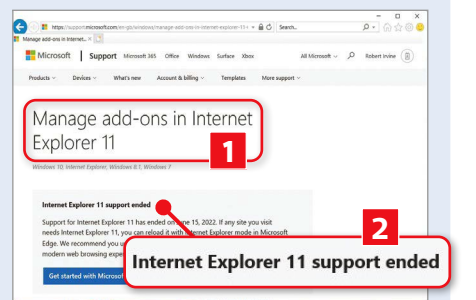 https://support.microsoft.com/en-gb/windows/manage-add-ons-in-internet-explorer-11-
Search...
Manage add-ons in Internet...
Microsoft Support Microsoft 365 Office Windows Surface Xbox All Microsoft Robert Irvine
Products Devices What's new Account & billing Templates More support
Manage add-ons in Internet
Explorer 11
1
Windows 10, Internet Explorer, Windows 8.1, Windows 7
Internet Explorer 11 support ended
Support for Internet Explorer 11 has ended on June 15, 2022. If any site you visit
needs Internet Explorer 11, you can reload it with Internet Explorer mode in Microsoft
Edge. We recommend you
modern web browsing
Get started with
2
Internet Explorer 11 support ended